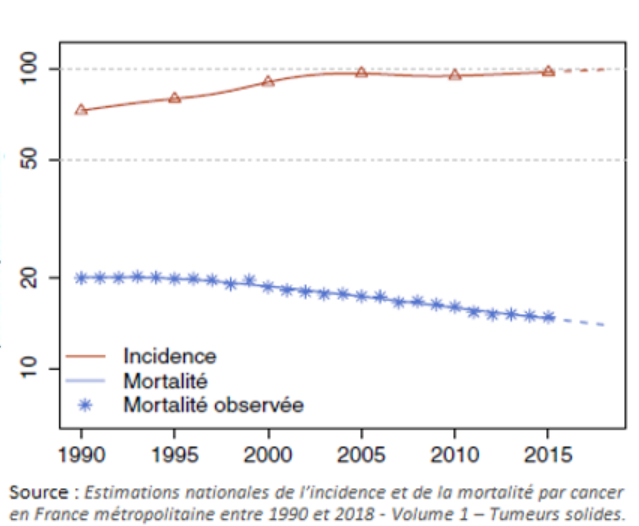 100
50
20
10
Incidence
Mortalité
Mortalité observée
1990 1995 2000 2005 2010 2015
Source : Estimations nationales de l'incidence et de la mortalité par cancer
en France métropolitaine entre 1990 et 2018 - Volume 1 – Tumeurs solides.